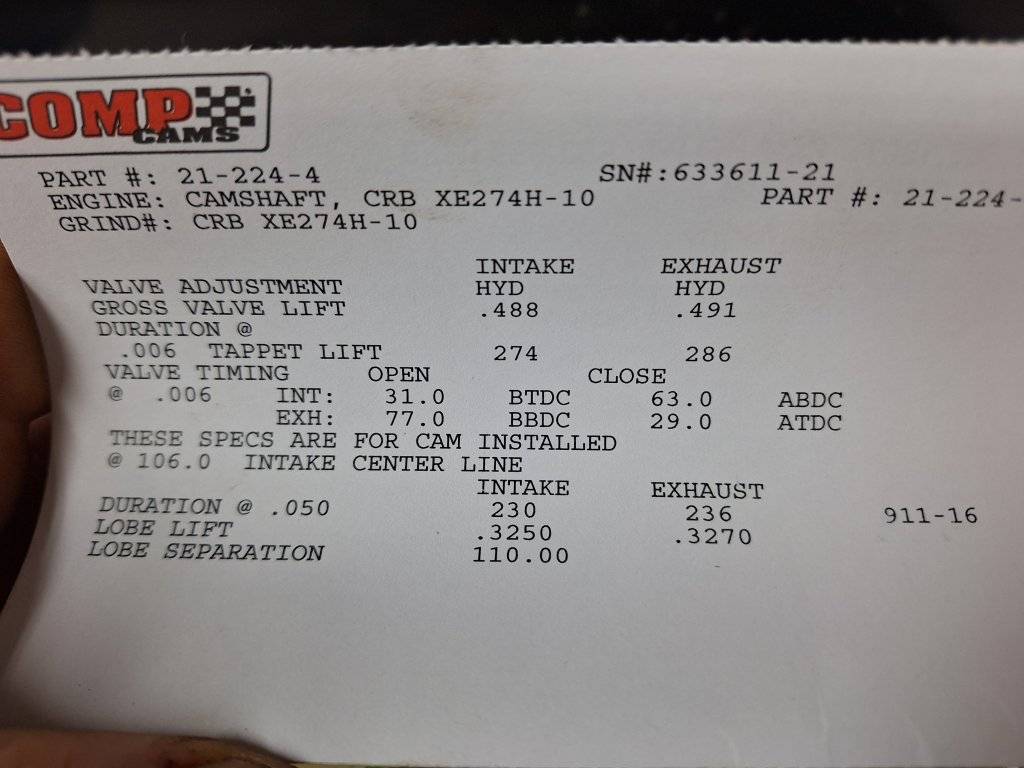 COMP
CAMS
PART #: 21-224-4 SN#:633611-21
ENGINE: CAMSHAFT, CRB XE274H-10 PART #: 21-224-
GRIND#: CRB XE274H-10
INTAKE EXHAUST
VALVE ADJUSTMENT HYD HYD
GROSS VALVE LIFT .488 .491
DURATION @
.006 TAPPET LIFT 274 286
VALVE TIMING OPEN CLOSE
@ .006 INT: 31.0 BTDC 63.0 ABDC
EXH: 77.0 BBDC 29.0 ATDC
THESE SPECS ARE FOR CAM INSTALLED
@ 106.0 INTAKE CENTER LINE
INTAKE EXHAUST
DURATION @ .050 230 236 911-16
LOBE LIFT .3250 .3270
LOBE SEPARATION 110.00